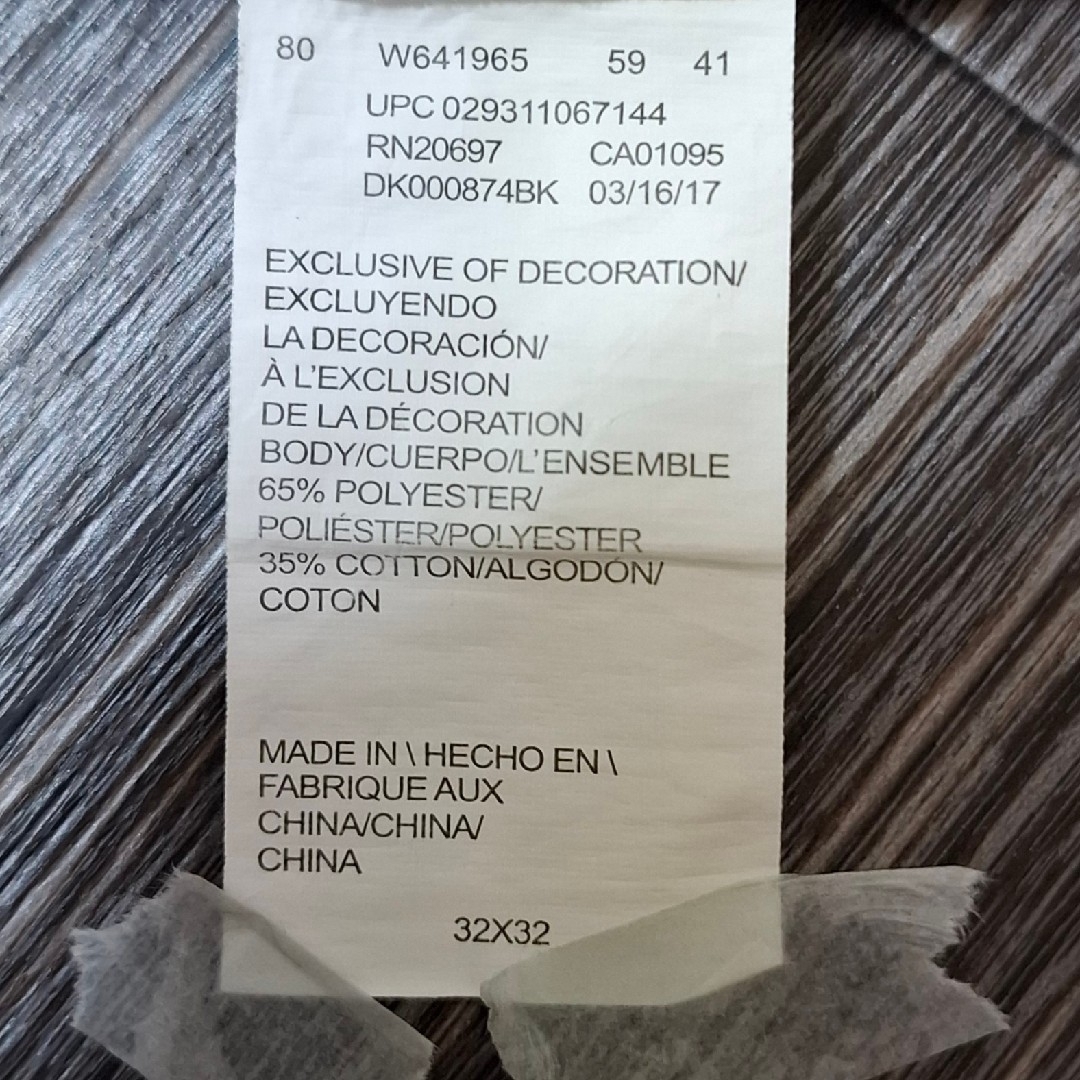 80 W641965 59 41
UPC 029311067144
RN20697 CA01095
DK000874BK 03/16/17
EXCLUSIVE OF DECORATION/
EXCLUYENDO
LA DECORACIÓN/
À L'EXCLUSION
DE LA DÉCORATION
BODY/CUERPO/L'ENSEMBLE
65% POLYESTER/
POLIÉSTER/POLYESTER
35% COTTON/ALGODÓN/
COTON
MADE IN \ HECHO EN \
FABRIQUE AUX
CHINA/CHINA/
CHINA
32X32